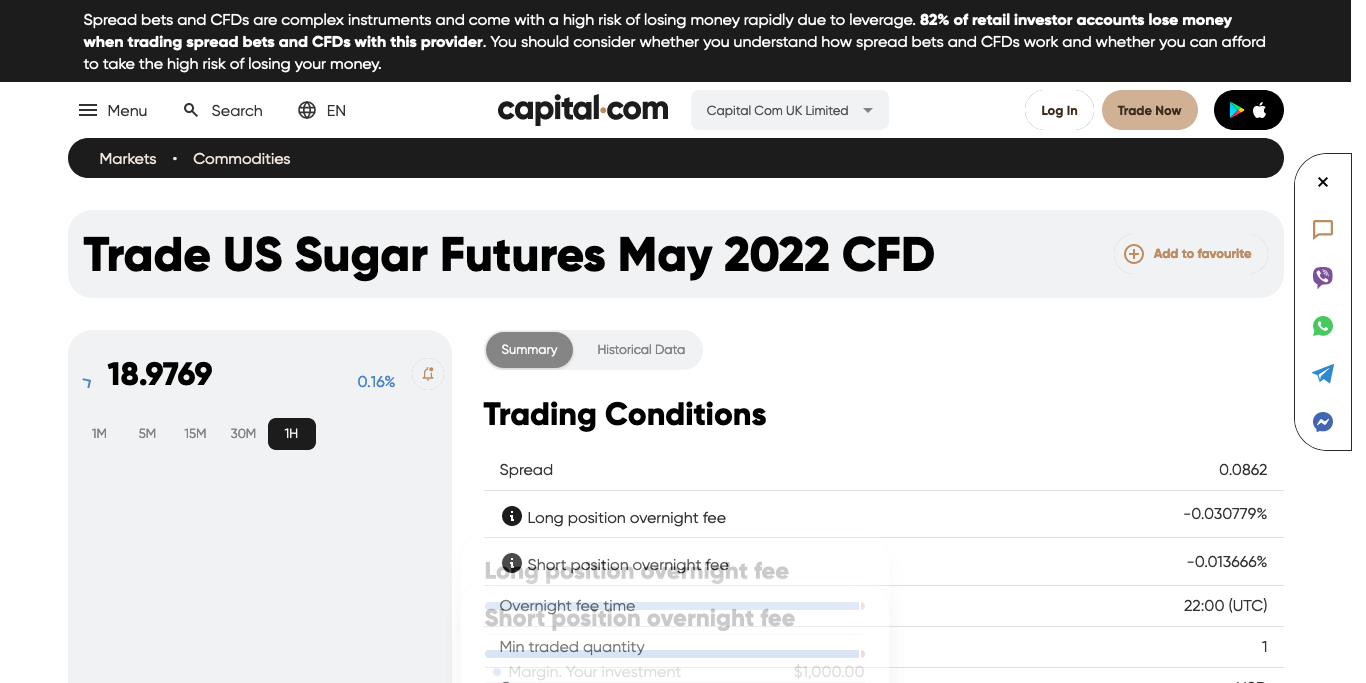 Spread bets and CFDs are complex instruments and come with a high risk of losing money rapidly due to leverage. 82% of retail investor accounts lose money
when trading spread bets and CFDs with this provider. You should consider whether you understand how spread bets and CFDs work and whether you can afford
to take the high risk of losing your money.
Menu Search EN capital.com Capital Com UK Limited Log In Trade Now
Markets • Commodities
Trade US Sugar Futures May 2022 CFD Add to favourite
18.9769 0.16%
1M 5M 15M 30M 1H
Summary Historical Data
Trading Conditions
Spread 0.0862
Long position overnight fee -0.030779%
Short position overnight fee -0.013666%
Long position overnight fee
Overnight fee time 22:00 (UTC)
Short position overnight fee
Min traded quantity 1
Margin. Your investment $1,000.00